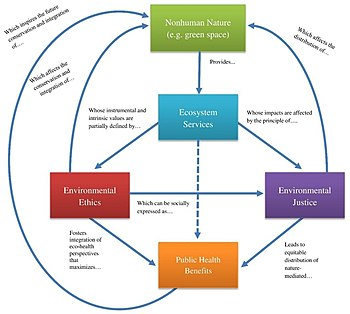 Which inspires the future
conservation and integration
of….
Which affects the
conservation and
integration of…
Nonhuman Nature
(e.g. green space)
Which affects
the
distribution of…
Provides...
Whose instrumental and
intrinsic values are
partially defined by…
Ecosystem
Services
Whose impacts are affected
by the principle of…..
Environmental
Ethics
Which can be socially
expressed as…
Environmental
Justice
Fosters
integration of
eco-health
perspectives
that
maximizes…
Public Health
Benefits
Leads to
equitable
distribution of
nature-
mediated…